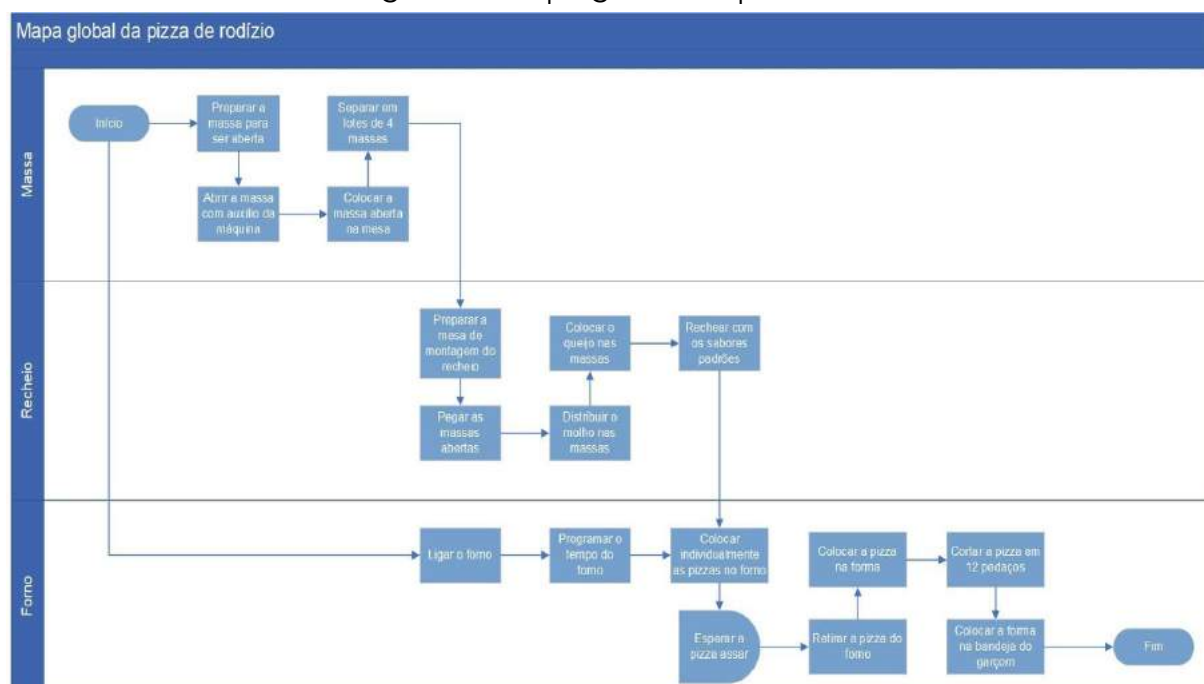 Mapa global da pizza de rodízio
Massa
Início
Preparar a
massa para
ser aberta
Separar em
lotes de 4
massas
Abrir a massa
com auxílio da
máquina
Colocar a
massa aberta
na mesa
Recheio
Preparar a
mesa de
montagem do
recheio
Colocar o
queijo nas
massas
Rechear com
os sabores
padrões
Pegar as
massas
abertas
Distribuir o
molho nas
massas
Forno
Ligar o forno
Programar o
tempo do
forno
Colocar
individualmente
as pizzas no forno
Colocar a pizza
na forma
Cortar a pizza em
12 pedaços
Esperar a
pizza assar
Retirar a pizza do
forno
Colocar a forma
na bandeja do
garçom
Fim